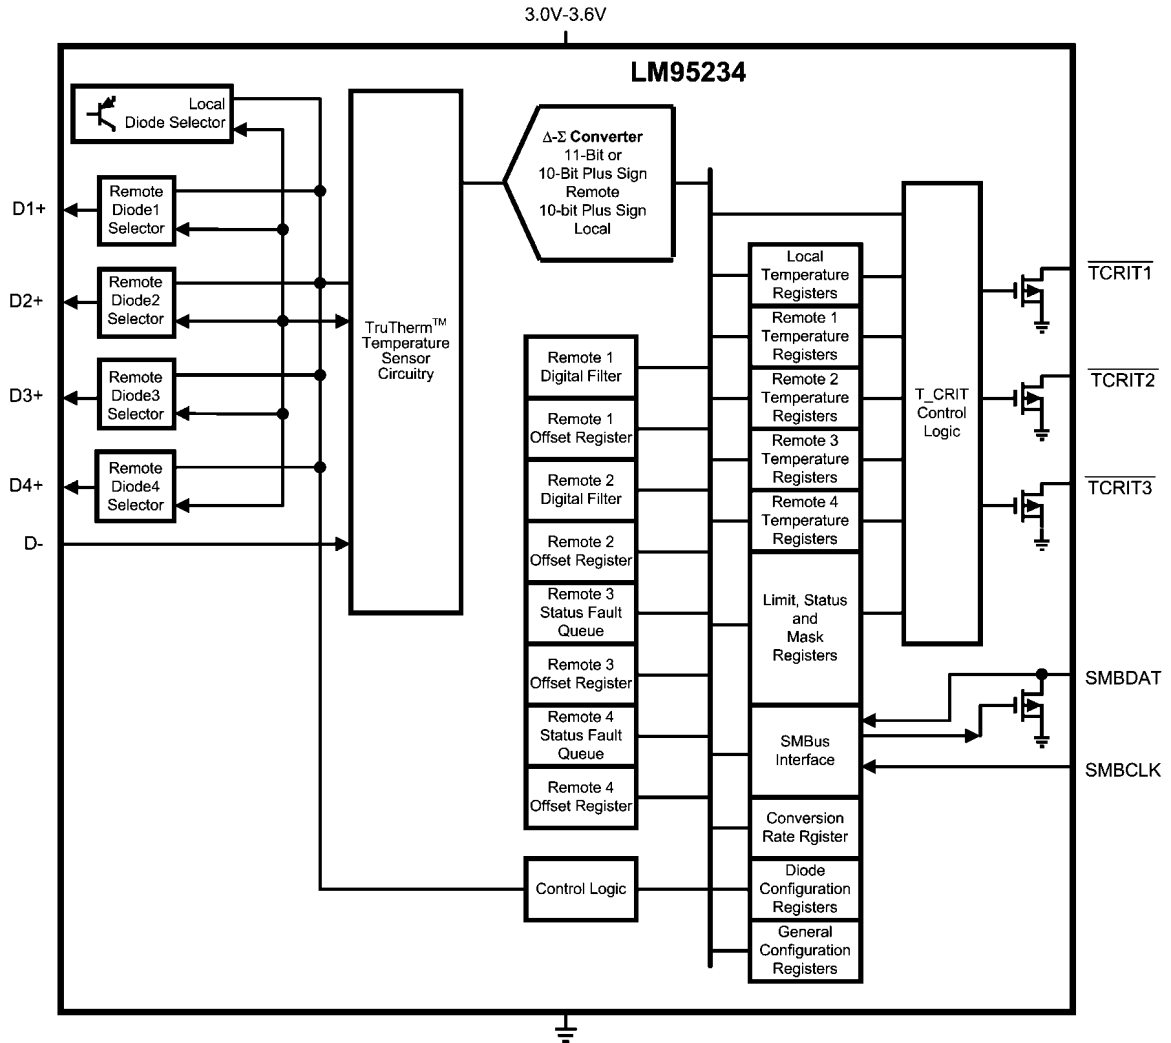 3.0V-3.6V
LM95234
Local
Diode Selector
Remote
Diode1
Selector
Remote
Diode2
Selector
Remote
Diode3
Selector
Remote
Diode4
Selector
D1+
D2+
D3+
D4+
D-
TruTherm™
Temperature
Sensor
Circuitry
Δ-Σ Converter
11-Bit or
10-Bit Plus Sign
Remote
10-bit Plus Sign
Local
Remote 1
Digital Filter
Remote 1
Offset Register
Remote 2
Digital Filter
Remote 2
Offset Register
Remote 3
Status Fault
Queue
Remote 3
Offset Register
Remote 4
Status Fault
Queue
Remote 4
Offset Register
Control Logic
Local
Temperature
Registers
Remote 1
Temperature
Registers
Remote 2
Temperature
Registers
Remote 3
Temperature
Registers
Remote 4
Temperature
Registers
Limit, Status
and
Mask
Registers
SMBus
Interface
Conversion
Rate Rgister
Diode
Configuration
Registers
General
Configuration
Registers
T_CRIT
Control
Logic
TCRIT1
TCRIT2
TCRIT3
SMBDAT
SMBCLK